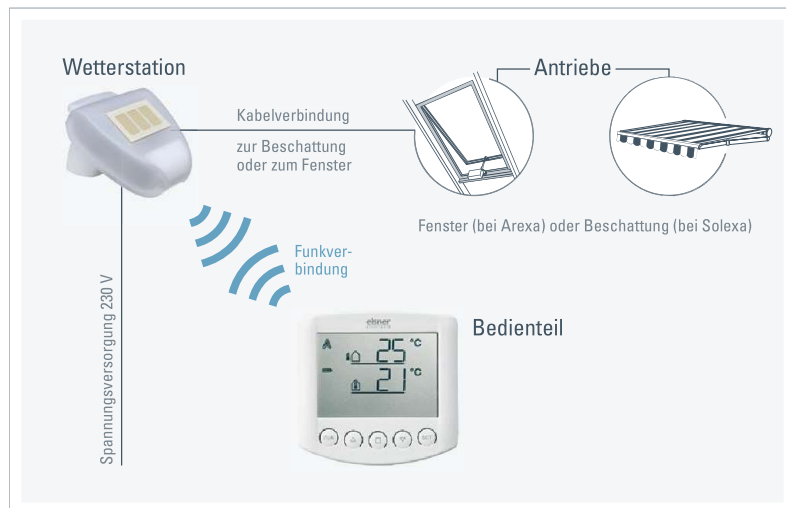 Wetterstation
Antriebe
Kabelverbindung
zur Beschattung
oder zum Fenster
Fenster (bei Arexa) oder Beschattung (bei Solexa)
Funkver-
bindung
Spannungsversorgung 230 V
Bedienteil
elsner
25 °C
21 °C
SET